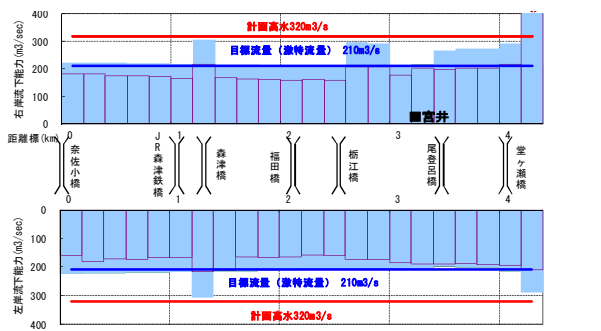 右岸流下能力(m3/sec)
400
300
200
100
0
計画高水320m3/s
目標流量（激特流量） 210m3/s
■宮井
距離標(km)
0 1 2 3 4
奈佐小橋
JR森津鉄橋
森津橋
福田橋
栃江橋
尾登呂橋
堂ヶ瀬橋
0 1 2 3 4
左岸流下能力(m3/sec)
0
100
200
300
400
目標流量（激特流量） 210m3/s
計画高水320m3/s